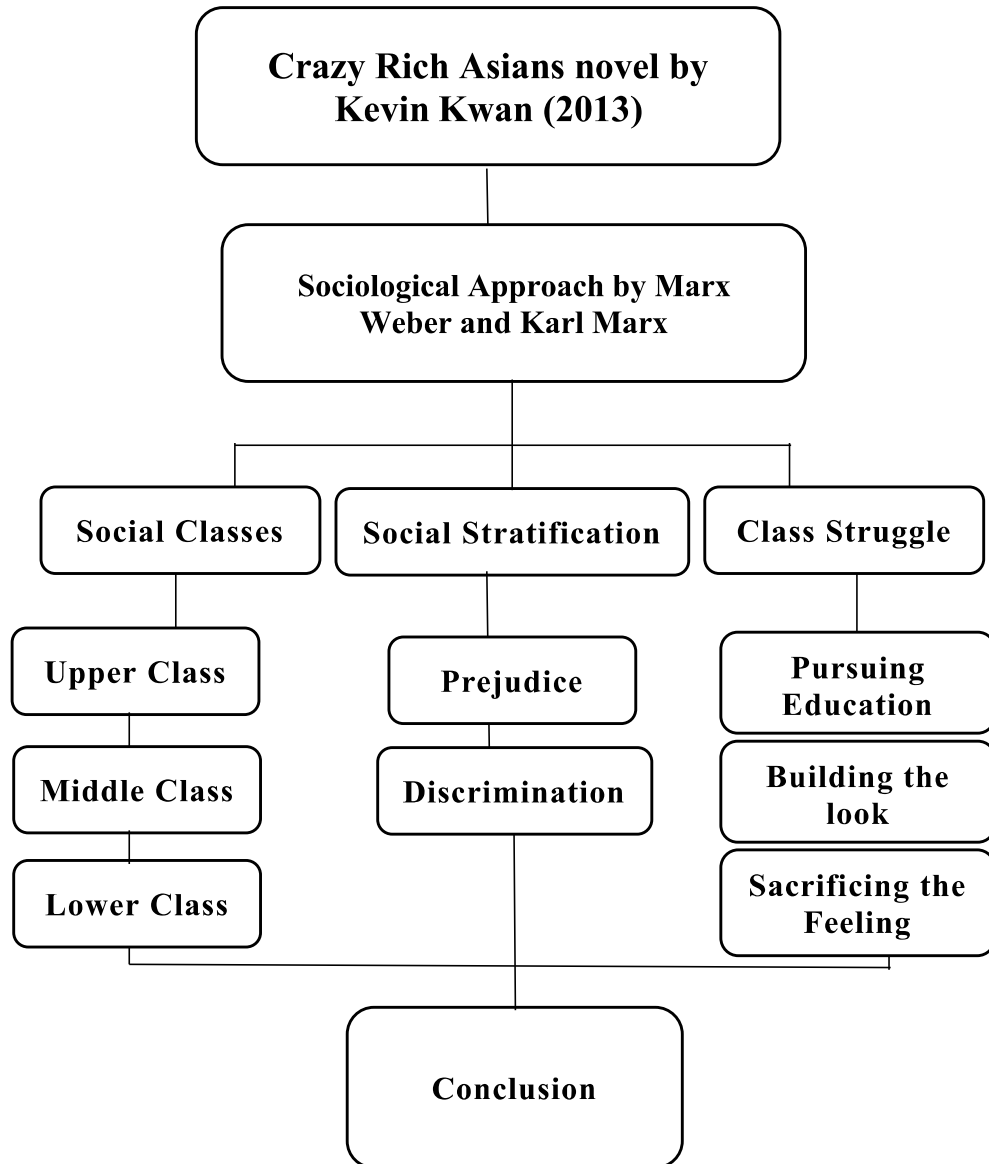 Crazy Rich Asians novel by
Kevin Kwan (2013)
Sociological Approach by Marx
Weber and Karl Marx
Social Classes
Social Stratification
Class Struggle
Upper Class
Middle Class
Lower Class
Prejudice
Discrimination
Pursuing
Education
Building the
look
Sacrificing the
Feeling
Conclusion